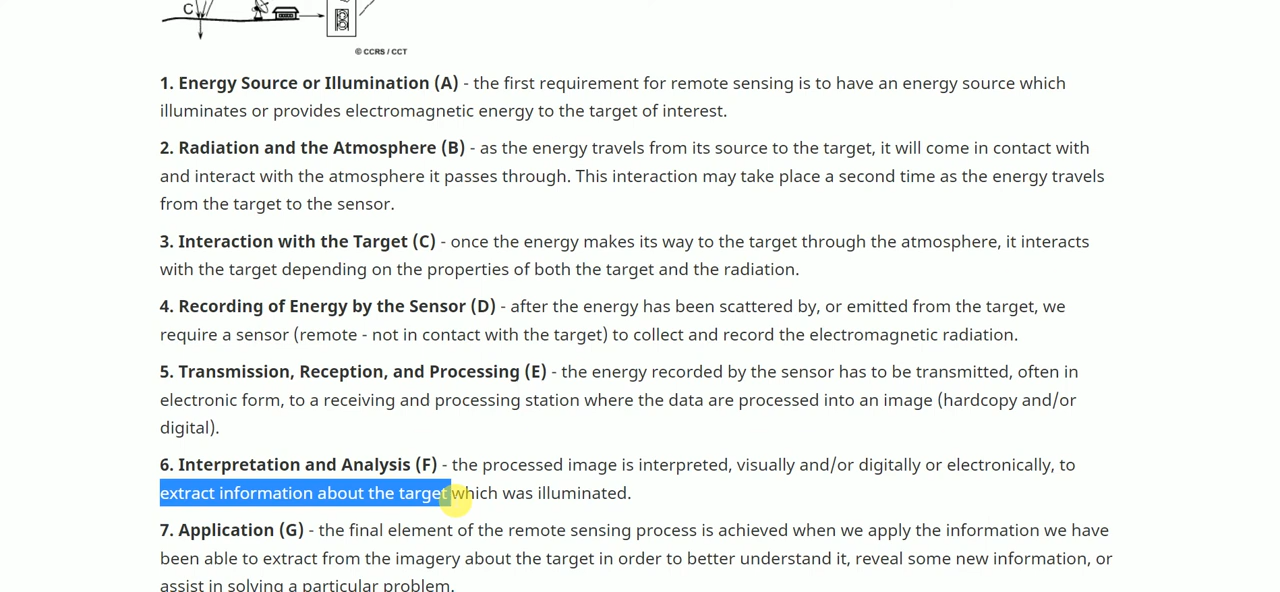 C
© CCRS / CCT
1. Energy Source or Illumination (A) - the first requirement for remote sensing is to have an energy source which
illuminates or provides electromagnetic energy to the target of interest.
2. Radiation and the Atmosphere (B) - as the energy travels from its source to the target, it will come in contact with
and interact with the atmosphere it passes through. This interaction may take place a second time as the energy travels
from the target to the sensor.
3. Interaction with the Target (C) - once the energy makes its way to the target through the atmosphere, it interacts
with the target depending on the properties of both the target and the radiation.
4. Recording of Energy by the Sensor (D) - after the energy has been scattered by, or emitted from the target, we
require a sensor (remote - not in contact with the target) to collect and record the electromagnetic radiation.
5. Transmission, Reception, and Processing (E) - the energy recorded by the sensor has to be transmitted, often in
electronic form, to a receiving and processing station where the data are processed into an image (hardcopy and/or
digital).
6. Interpretation and Analysis (F) - the processed image is interpreted, visually and/or digitally or electronically, to
extract information about the target which was illuminated.
7. Application (G) - the final element of the remote sensing process is achieved when we apply the information we have
been able to extract from the imagery about the target in order to better understand it, reveal some new information, or
assist in solving a particular problem.